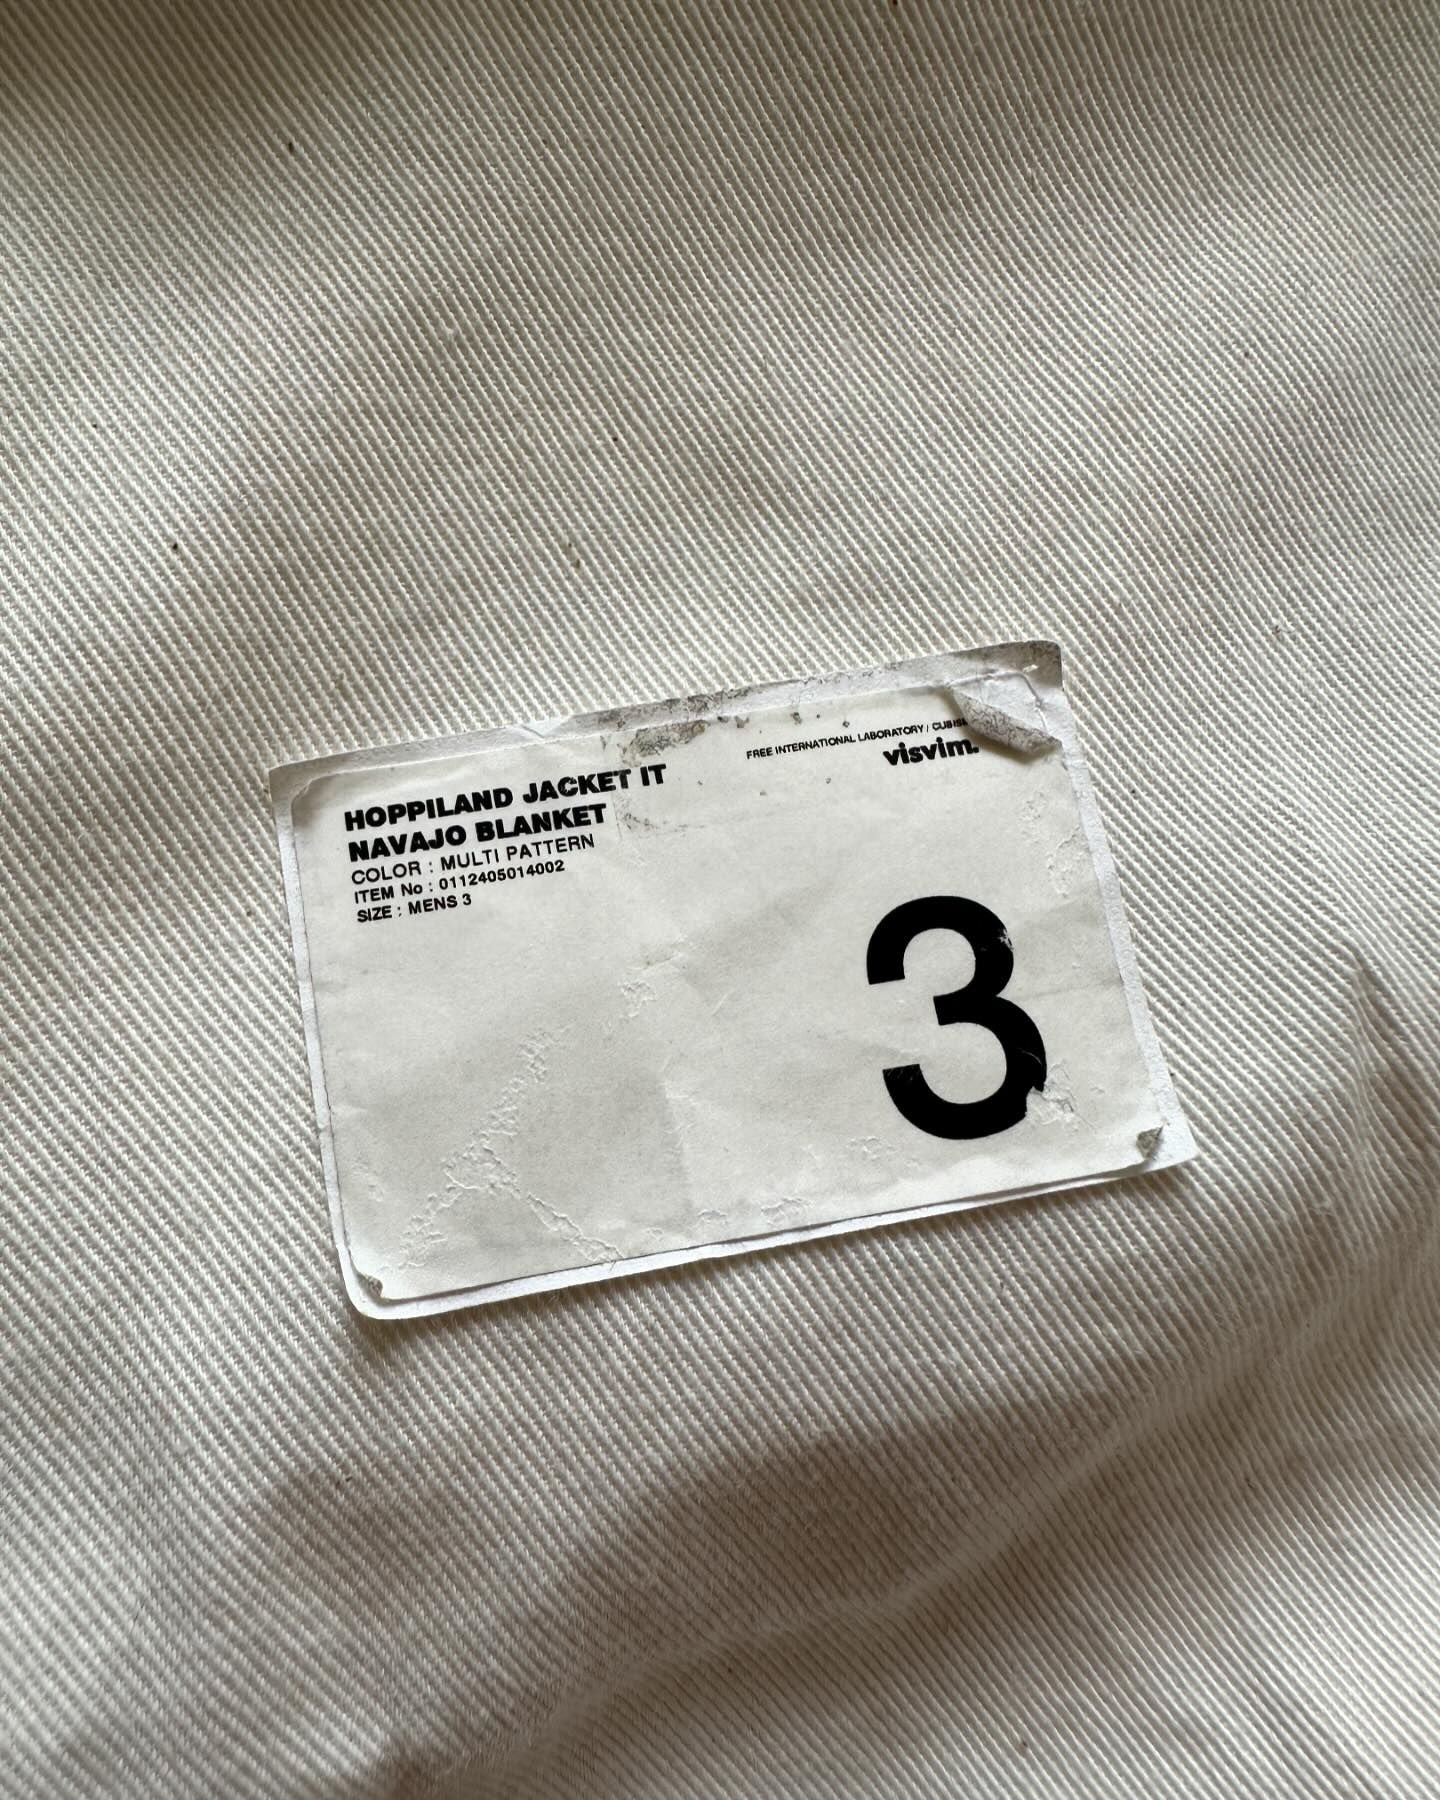 HOPPILAND JACKET IT
NAVAJO BLANKET
COLOR : MULTI PATTERN
ITEM No : 0112405014002
SIZE : MENS 3
FREE INTERNATIONAL LABORATORY /
visvim.
3